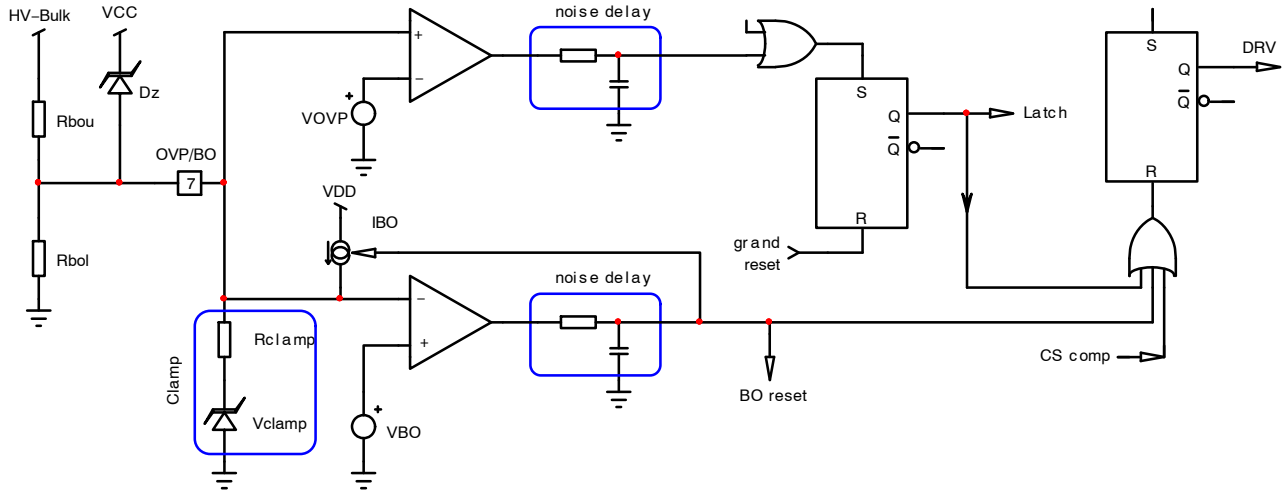 HV–Bulk
VCC
noise delay
Dz
Rbou
OVP/BO
7
Rbol
+
−
+
VOVP
S
Q
Q
R
Latch
grand
reset
S
Q
Q
R
DRV
VDD
IBO
noise delay
−
+
+
VBO
Clamp
Rclamp
Vclamp
BO reset
CS comp